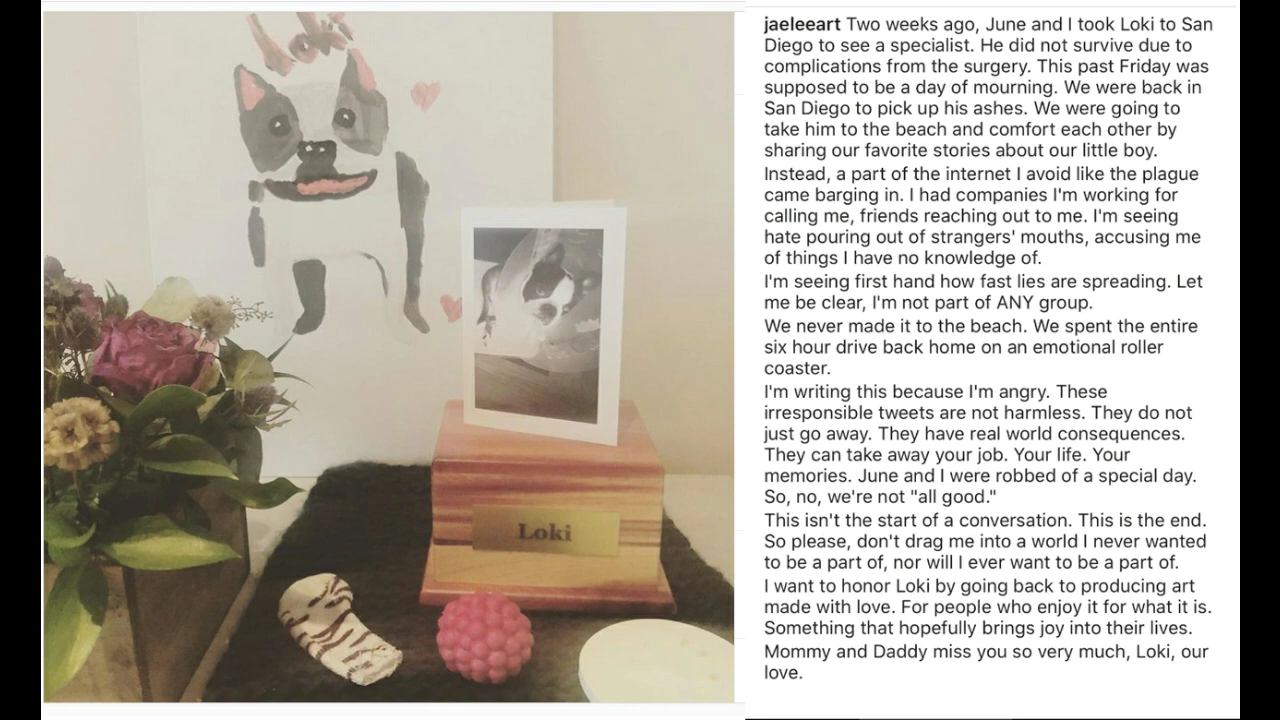 Loki
Loki
jaeleeart Two weeks ago, June and I took Loki to San
Diego to see a specialist. He did not survive due to
complications from the surgery. This past Friday was
supposed to be a day of mourning. We were back in
San Diego to pick up his ashes. We were going to
take him to the beach and comfort each other by
sharing our favorite stories about our little boy.
Instead, a part of the internet I avoid like the plague
came barging in. I had companies I'm working for
calling me, friends reaching out to me. I'm seeing
hate pouring out of strangers' mouths, accusing me
of things I have no knowledge of.
I'm seeing first hand how fast lies are spreading. Let
me be clear, I'm not part of ANY group.
We never made it to the beach. We spent the entire
six hour drive back home on an emotional roller
coaster.
I'm writing this because I'm angry. These
irresponsible tweets are not harmless. They do not
just go away. They have real world consequences.
They can take away your job. Your life. Your
memories. June and I were robbed of a special day.
So, no, we're not "all good."
This isn't the start of a conversation. This is the end.
So please, don't drag me into a world I never wanted
to be a part of, nor will I ever want to be a part of.
I want to honor Loki by going back to producing art
made with love. For people who enjoy it for what it is.
Something that hopefully brings joy into their lives.
Mommy and Daddy miss you so very much, Loki, our
love.